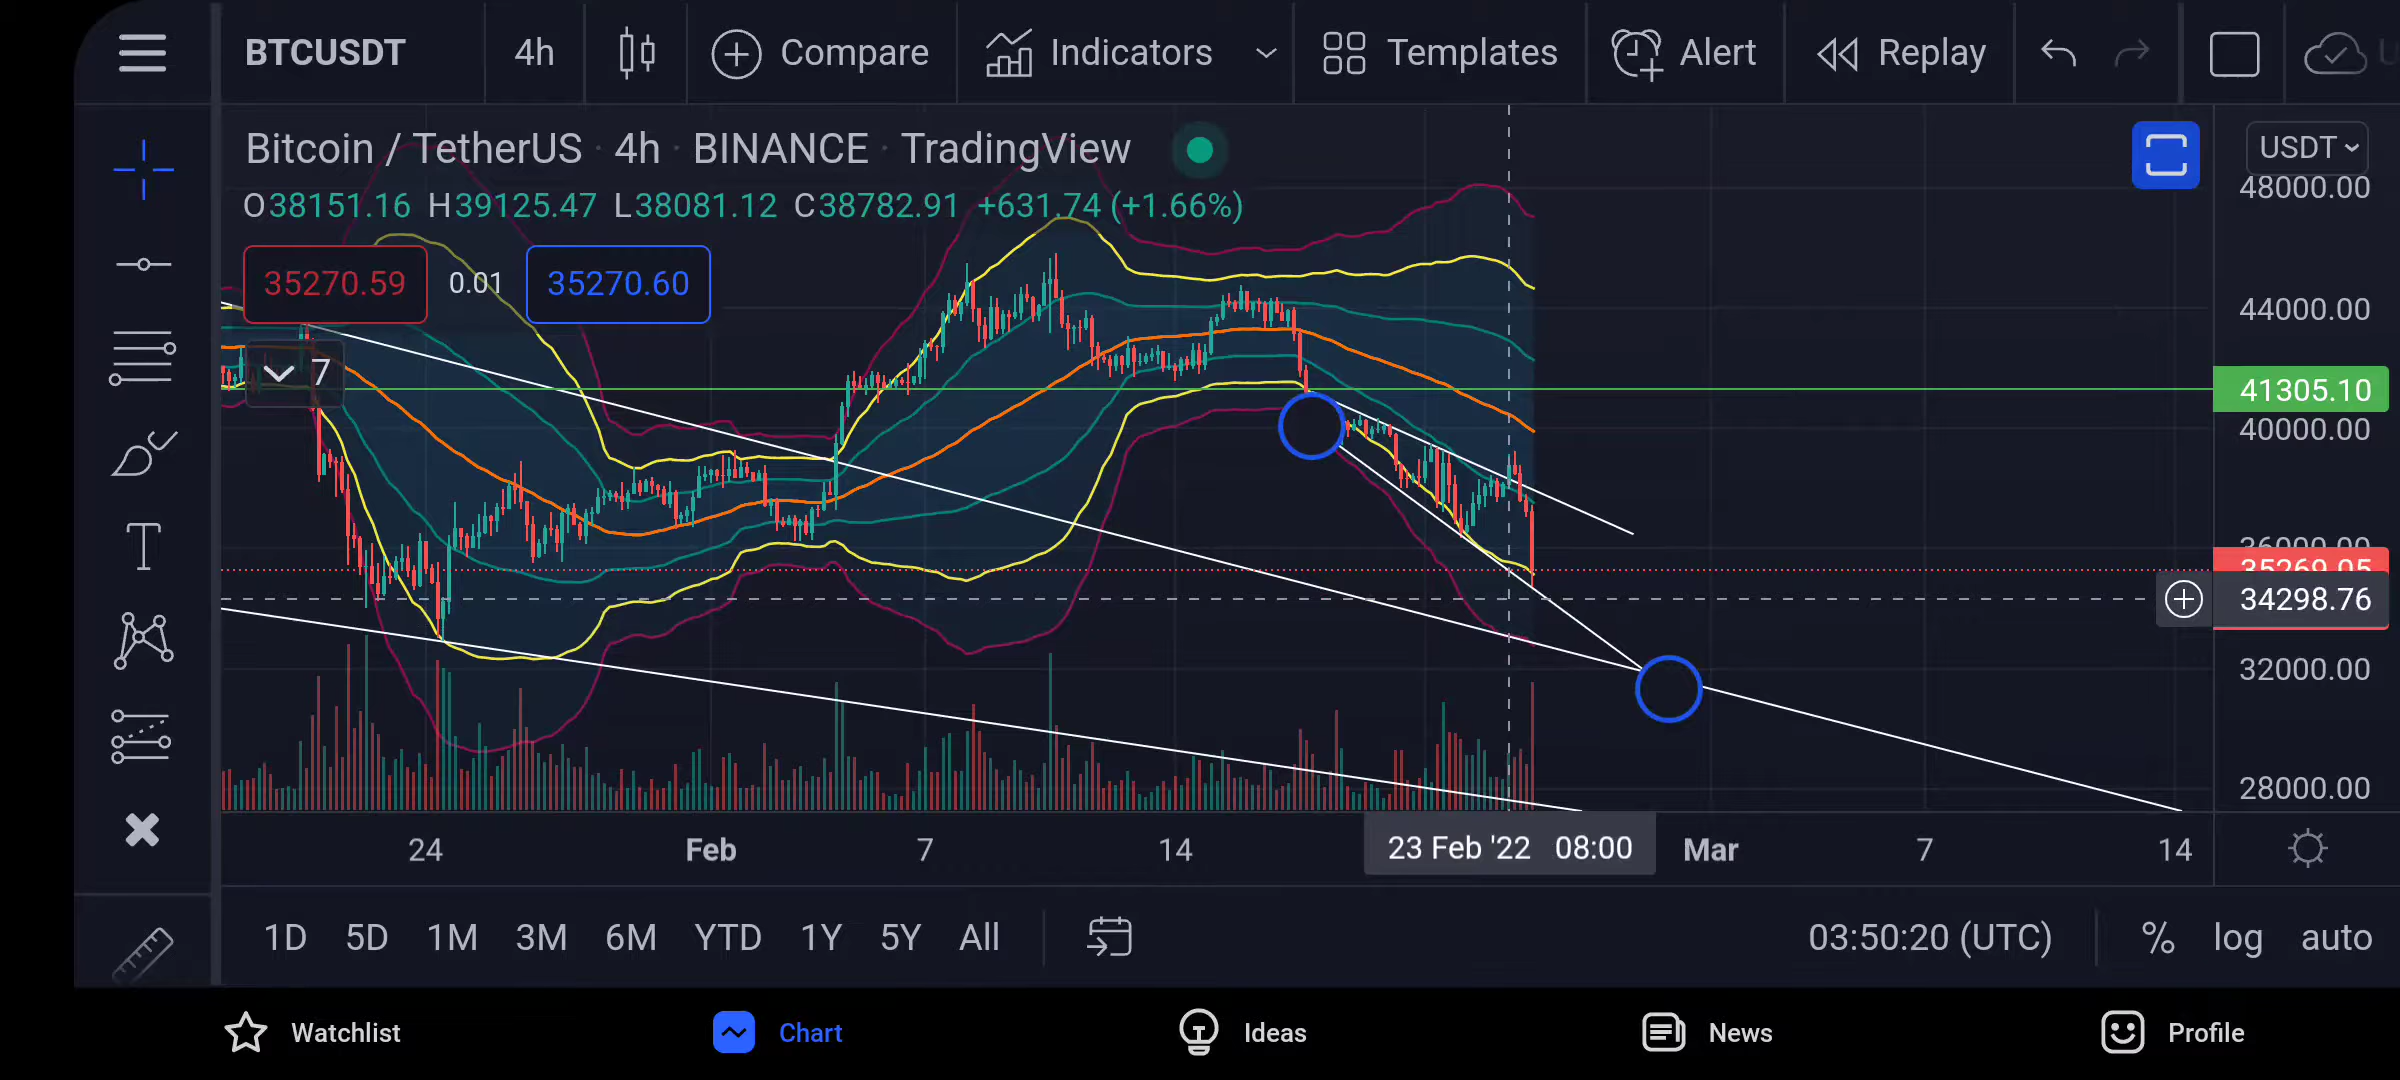 BTCUSDT 4h Compare Indicators Templates Alert Replay
Bitcoin / TetherUS · 4h · BINANCE · TradingView
USDT
48000.00
O38151.16 H39125.47 L38081.12 C38782.91 +631.74 (+1.66%)
35270.59 0.01 35270.60
44000.00
7
41305.10
40000.00
36000.00
35269.05
34298.76
32000.00
28000.00
24 Feb 7 14 23 Feb '22 08:00 Mar 7 14
1D 5D 1M 3M 6M YTD 1Y 5Y All 03:50:20 (UTC) % log auto
Watchlist Chart Ideas News Profile